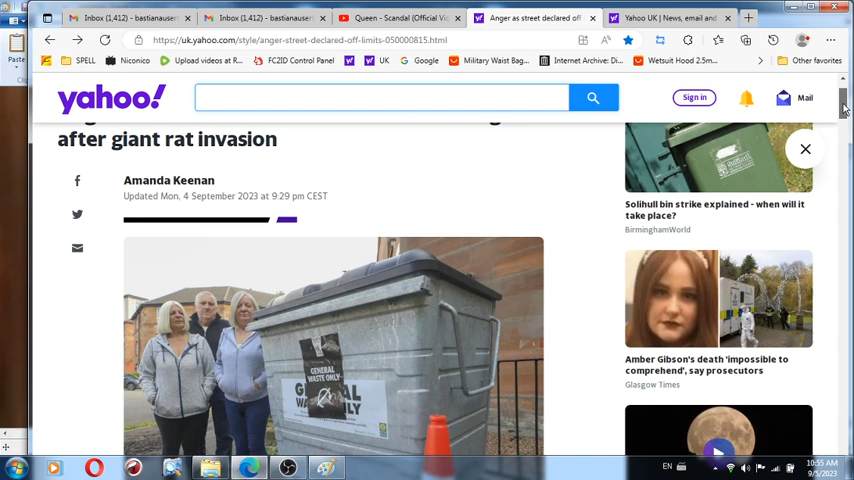 Inbox (1,412) - bastianauser
Inbox (1,412) - bastianauser
Queen - Scandal (Official Vi
Anger as street declared off
Yahoo UK | News, email and
https://uk.yahoo.com/style/anger-street-declared-off-limits-050000815.html
Paste
SPELL
Niconico
Upload videos at R...
FC2ID Control Panel
UK
Google
Military Waist Bag...
Internet Archive: Di...
Wetsuit Hood 2.5m...
Other favorites
yahoo!
Sign in
Mail
after giant rat invasion
Amanda Keenan
Updated Mon, 4 September 2023 at 9:29 pm CEST
GENERAL
WASTE ONLY
Solihull bin strike explained - when will it
take place?
BirminghamWorld
Amber Gibson's death 'impossible to
comprehend', say prosecutors
Glasgow Times
EN
10:55 AM
9/5/2023